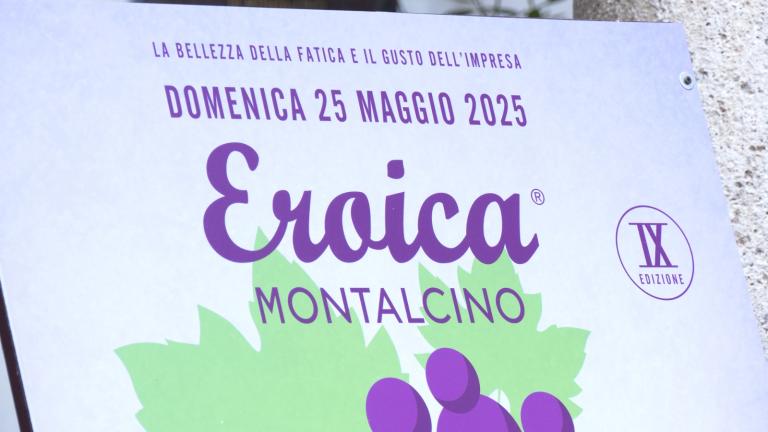 LA BELLEZZA DELLA FATICA E IL GUSTO DELL'IMPRESA
DOMENICA 25 MAGGIO 2025
Eroica®
MONTALCINO
IX
EDIZIONE